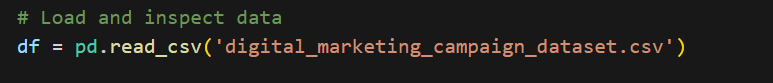 # Load and inspect data
df = pd.read_csv('digital_marketing_campaign_dataset.csv')